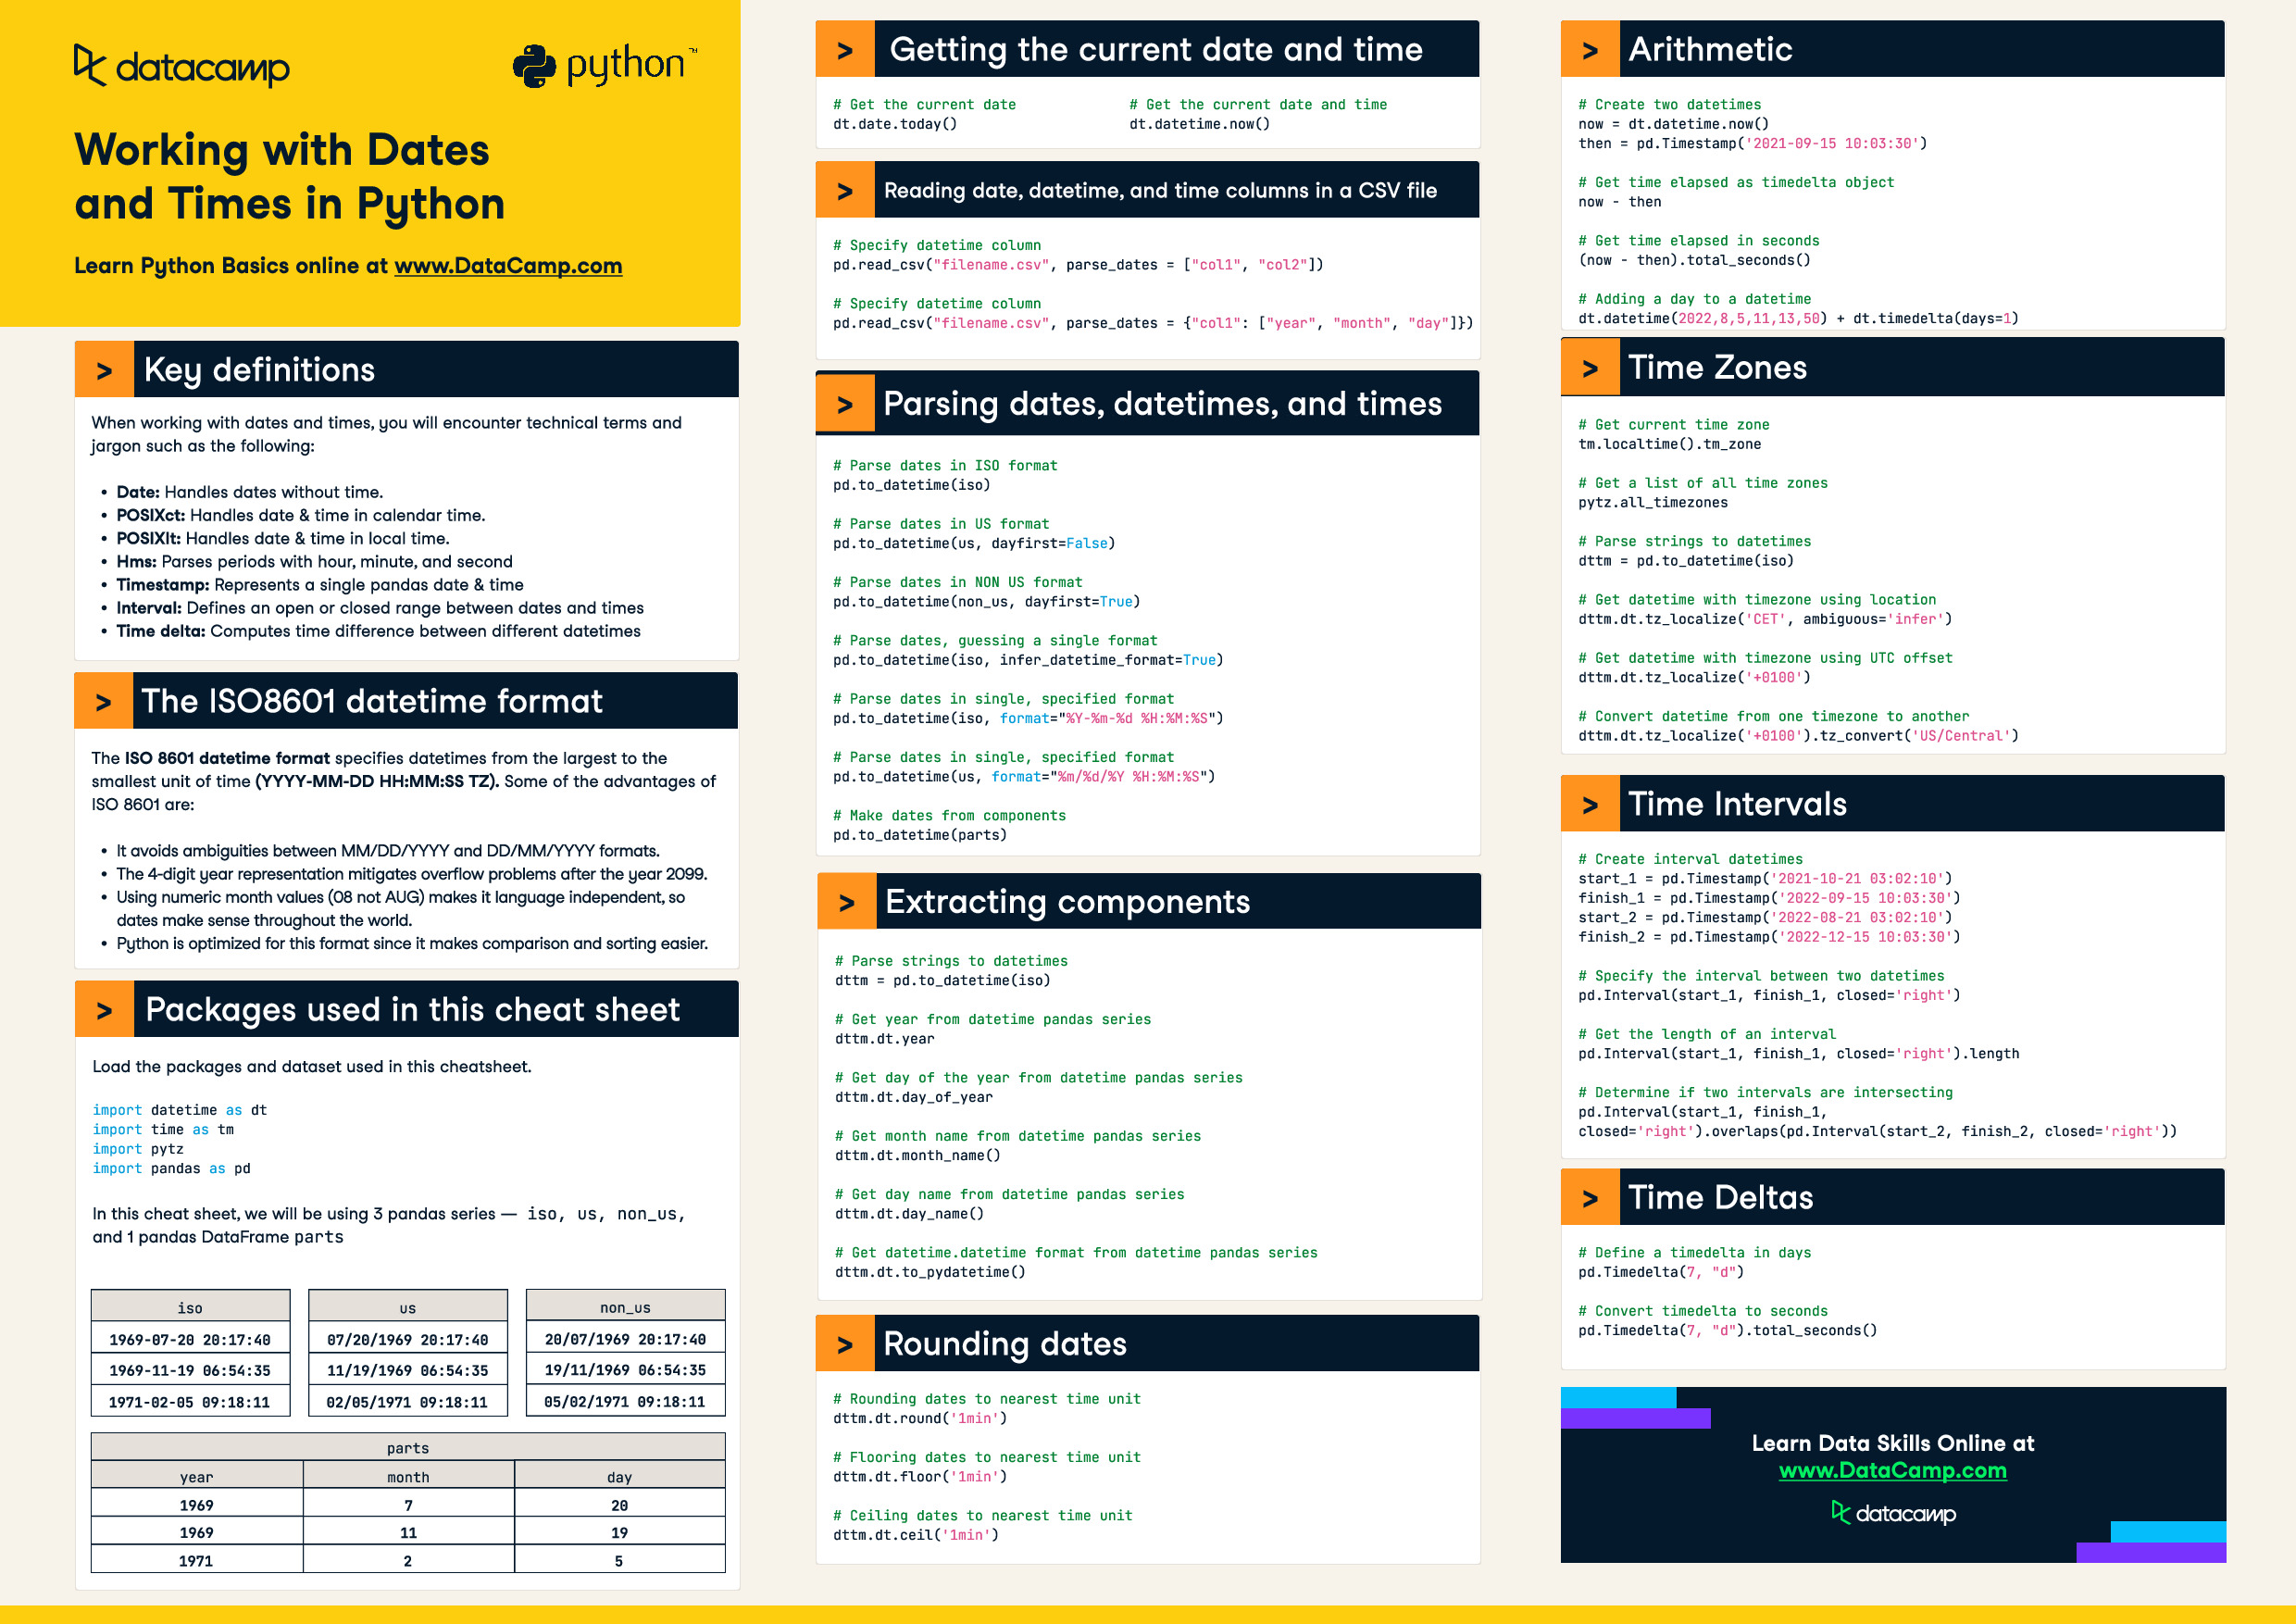 datacamp
python™
Working with Dates
and Times in Python
Learn Python Basics online at www.DataCamp.com
> Key definitions
When working with dates and times, you will encounter technical terms and
jargon such as the following:
• Date: Handles dates without time.
• POSIXct: Handles date & time in calendar time.
• POSIXlt: Handles date & time in local time.
• Hms: Parses periods with hour, minute, and second
• Timestamp: Represents a single pandas date & time
• Interval: Defines an open or closed range between dates and times
• Time delta: Computes time difference between different datetimes
> The ISO8601 datetime format
The ISO 8601 datetime format specifies datetimes from the largest to the
smallest unit of time (YYYY-MM-DD HH:MM:SS TZ). Some of the advantages of
ISO 8601 are:
• It avoids ambiguities between MM/DD/YYYY and DD/MM/YYYY formats.
• The 4-digit year representation mitigates overflow problems after the year 2099.
• Using numeric month values (08 not AUG) makes it language independent, so
dates make sense throughout the world.
• Python is optimized for this format since it makes comparison and sorting easier.
> Packages used in this cheat sheet
Load the packages and dataset used in this cheatsheet.
import datetime as dt
import time as tm
import pytz
import pandas as pd
In this cheat sheet, we will be using 3 pandas series — iso, us, non_us,
and 1 pandas DataFrame parts
iso us non_us
1969-07-20 20:17:40 07/20/1969 20:17:40 20/07/1969 20:17:40
1969-11-19 06:54:35 11/19/1969 06:54:35 19/11/1969 06:54:35
1971-02-05 09:18:11 02/05/1971 09:18:11 05/02/1971 09:18:11
parts
year month day
1969 7 20
1969 11 19
1971 2 5
> Getting the current date and time
# Get the current date
dt.date.today()
# Get the current date and time
dt.datetime.now()
> Reading date, datetime, and time columns in a CSV file
# Specify datetime column
pd.read_csv("filename.csv", parse_dates = ["col1", "col2"])
# Specify datetime column
pd.read_csv("filename.csv", parse_dates = {"col1": ["year", "month", "day"]})
> Parsing dates, datetimes, and times
# Parse dates in ISO format
pd.to_datetime(iso)
# Parse dates in US format
pd.to_datetime(us, dayfirst=False)
# Parse dates in NON US format
pd.to_datetime(non_us, dayfirst=True)
# Parse dates, guessing a single format
pd.to_datetime(iso, infer_datetime_format=True)
# Parse dates in single, specified format
pd.to_datetime(iso, format="%Y-%m-%d %H:%M:%S")
# Parse dates in single, specified format
pd.to_datetime(us, format="%m/%d/%Y %H:%M:%S")
# Make dates from components
pd.to_datetime(parts)
> Extracting components
# Parse strings to datetimes
dttm = pd.to_datetime(iso)
# Get year from datetime pandas series
dttm.dt.year
# Get day of the year from datetime pandas series
dttm.dt.day_of_year
# Get month name from datetime pandas series
dttm.dt.month_name()
# Get day name from datetime pandas series
dttm.dt.day_name()
# Get datetime.datetime format from datetime pandas series
dttm.dt.to_pydatetime()
> Rounding dates
# Rounding dates to nearest time unit
dttm.dt.round('1min')
# Flooring dates to nearest time unit
dttm.dt.floor('1min')
# Ceiling dates to nearest time unit
dttm.dt.ceil('1min')
> Arithmetic
# Create two datetimes
now = dt.datetime.now()
then = pd.Timestamp('2021-09-15 10:03:30')
# Get time elapsed as timedelta object
now - then
# Get time elapsed in seconds
(now - then).total_seconds()
# Adding a day to a datetime
dt.datetime(2022,8,5,11,13,50) + dt.timedelta(days=1)
> Time Zones
# Get current time zone
tm.localtime().tm_zone
# Get a list of all time zones
pytz.all_timezones
# Parse strings to datetimes
dttm = pd.to_datetime(iso)
# Get datetime with timezone using location
dttm.dt.tz_localize('CET', ambiguous='infer')
# Get datetime with timezone using UTC offset
dttm.dt.tz_localize('+0100')
# Convert datetime from one timezone to another
dttm.dt.tz_localize('+0100').tz_convert('US/Central')
> Time Intervals
# Create interval datetimes
start_1 = pd.Timestamp('2021-10-21 03:02:10')
finish_1 = pd.Timestamp('2022-09-15 10:03:30')
start_2 = pd.Timestamp('2022-08-21 03:02:10')
finish_2 = pd.Timestamp('2022-12-15 10:03:30')
# Specify the interval between two datetimes
pd.Interval(start_1, finish_1, closed='right')
# Get the length of an interval
pd.Interval(start_1, finish_1, closed='right').length
# Determine if two intervals are intersecting
pd.Interval(start_1, finish_1,
closed='right').overlaps(pd.Interval(start_2, finish_2, closed='right'))
> Time Deltas
# Define a timedelta in days
pd.Timedelta(7, "d")
# Convert timedelta to seconds
pd.Timedelta(7, "d").total_seconds()
Learn Data Skills Online at
www.DataCamp.com
datacamp